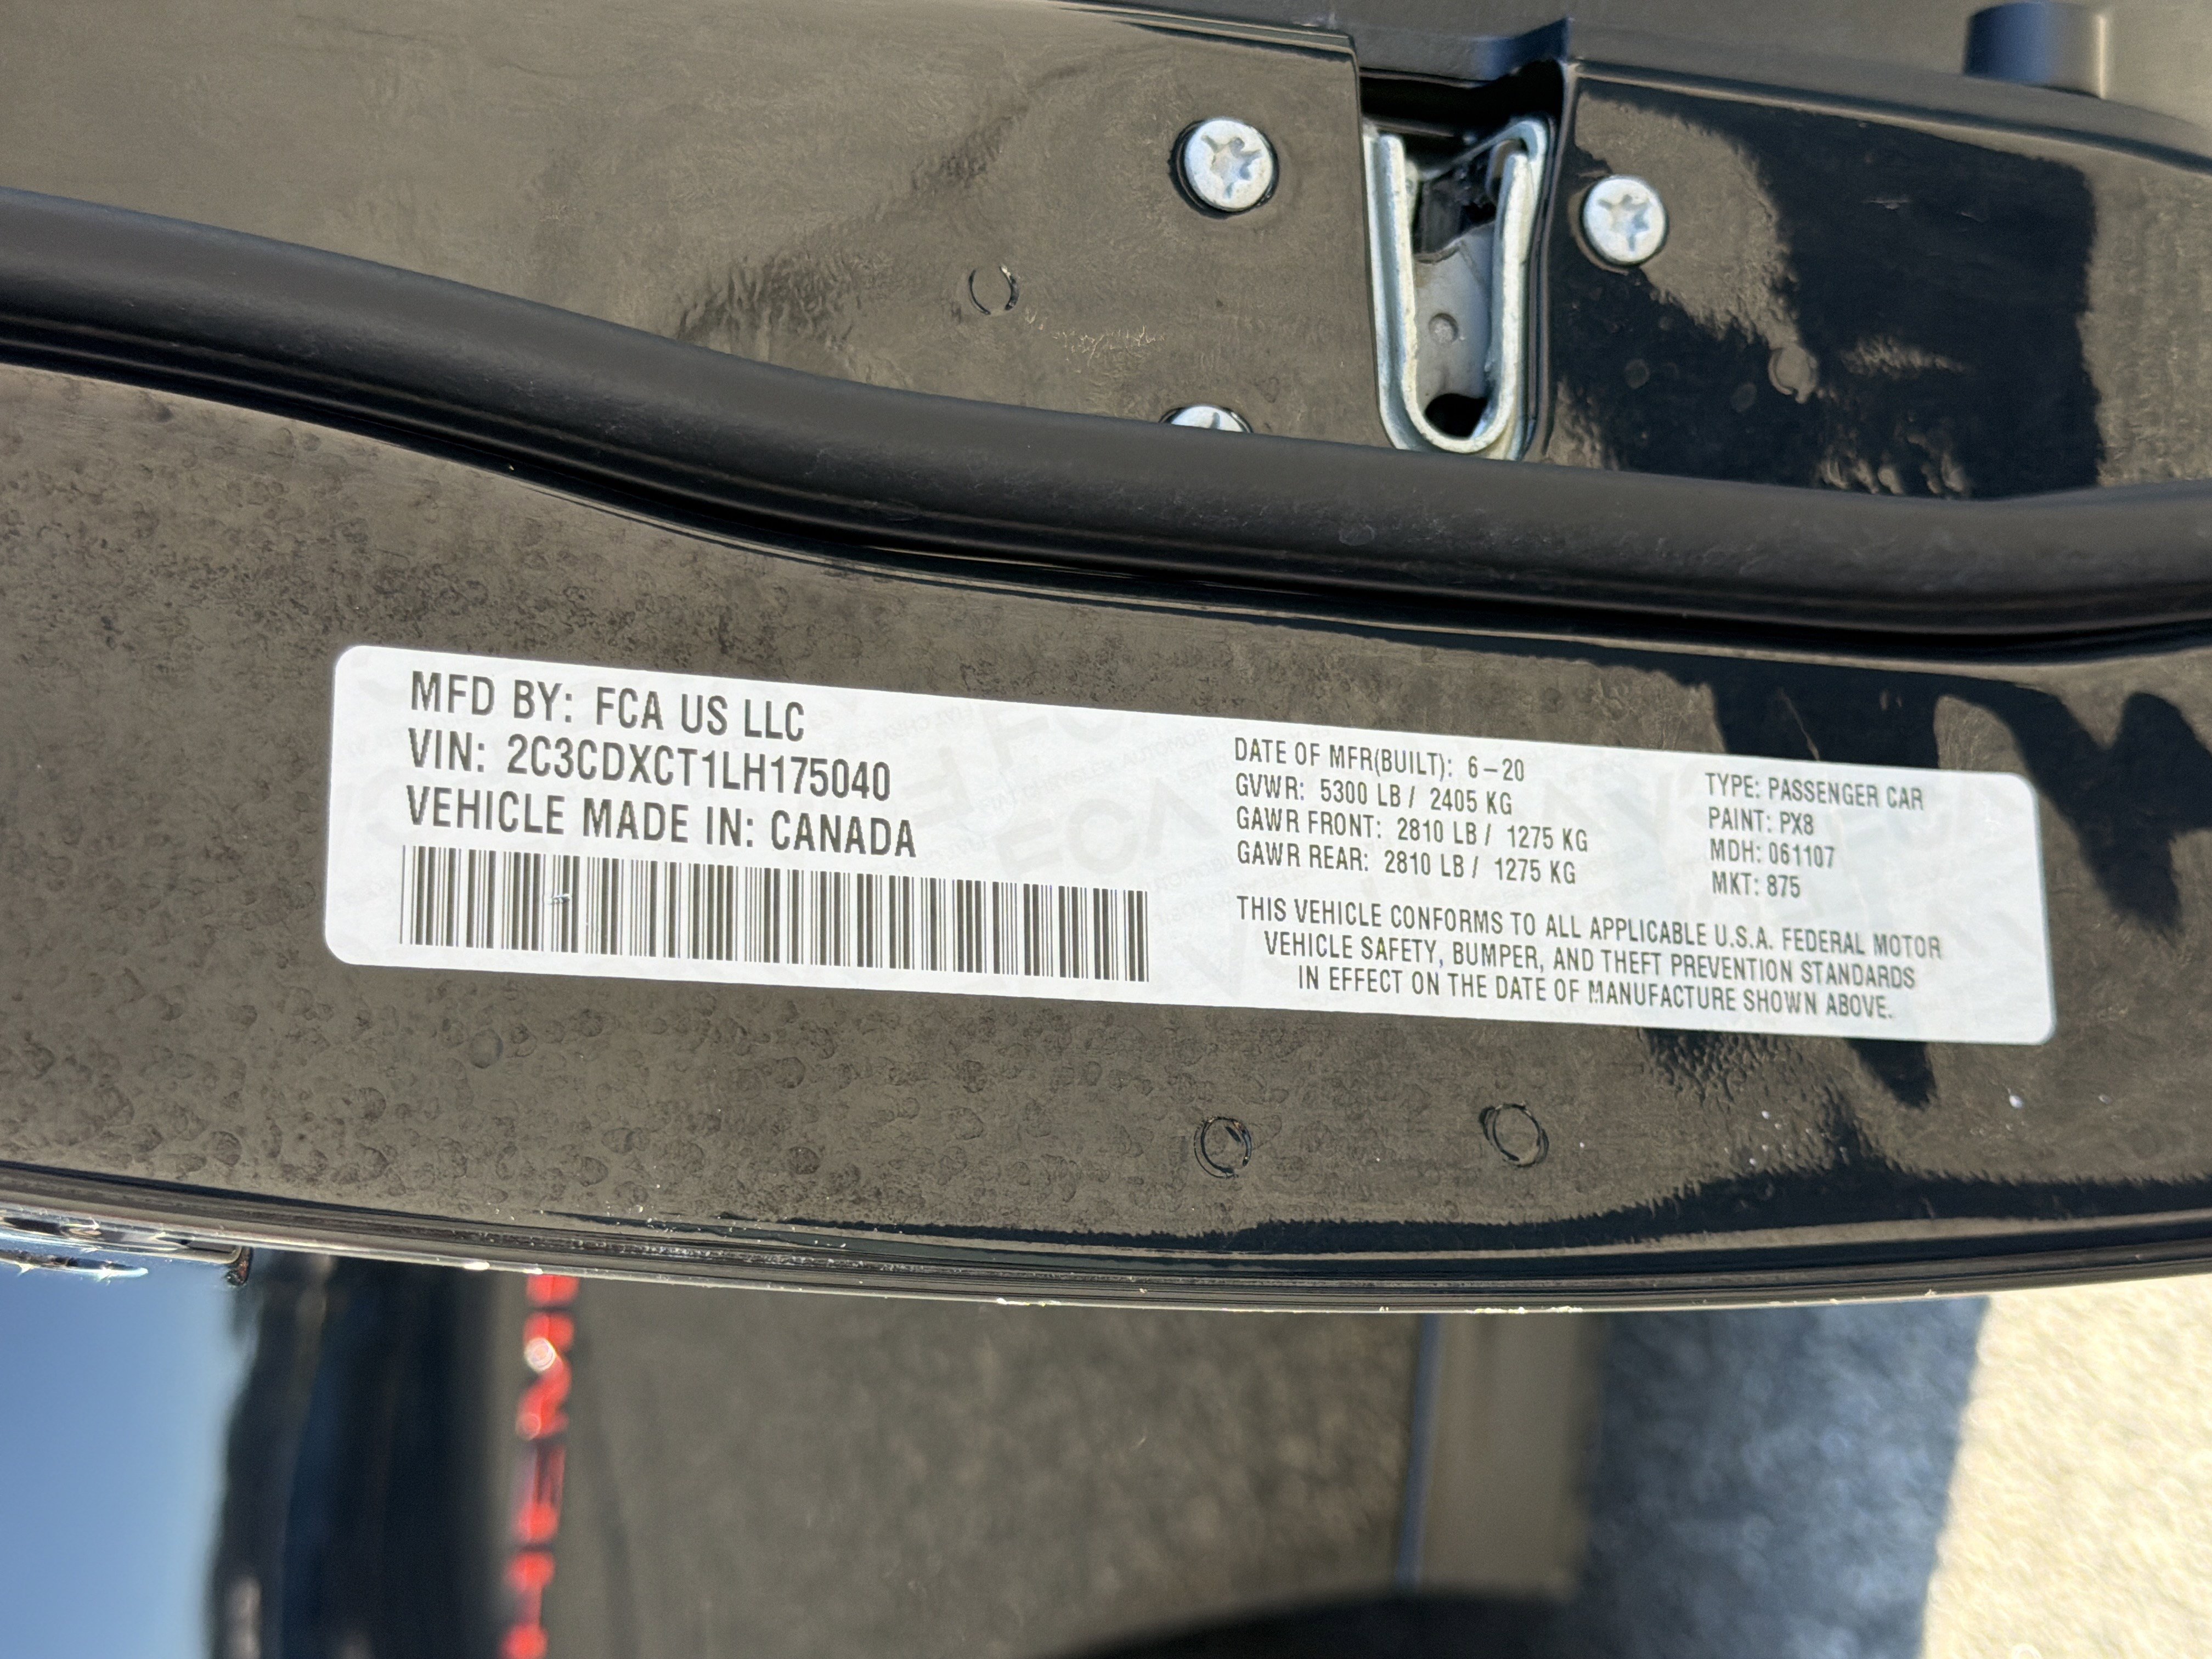 MFD BY: FCA US LLC
VIN: 2C3CDXCT1LH175040
VEHICLE MADE IN: CANADA
DATE OF MFR(BUILT): 6-20
GVWR: 5300 LB / 2405 KG
GAWR FRONT: 2810 LB / 1275 KG
GAWR REAR: 2810 LB / 1275 KG
TYPE: PASSENGER CAR
PAINT: PX8
MDH: 061107
MKT: 875
THIS VEHICLE CONFORMS TO ALL APPLICABLE U.S.A. FEDERAL MOTOR
VEHICLE SAFETY, BUMPER, AND THEFT PREVENTION STANDARDS
IN EFFECT ON THE DATE OF MANUFACTURE SHOWN ABOVE.